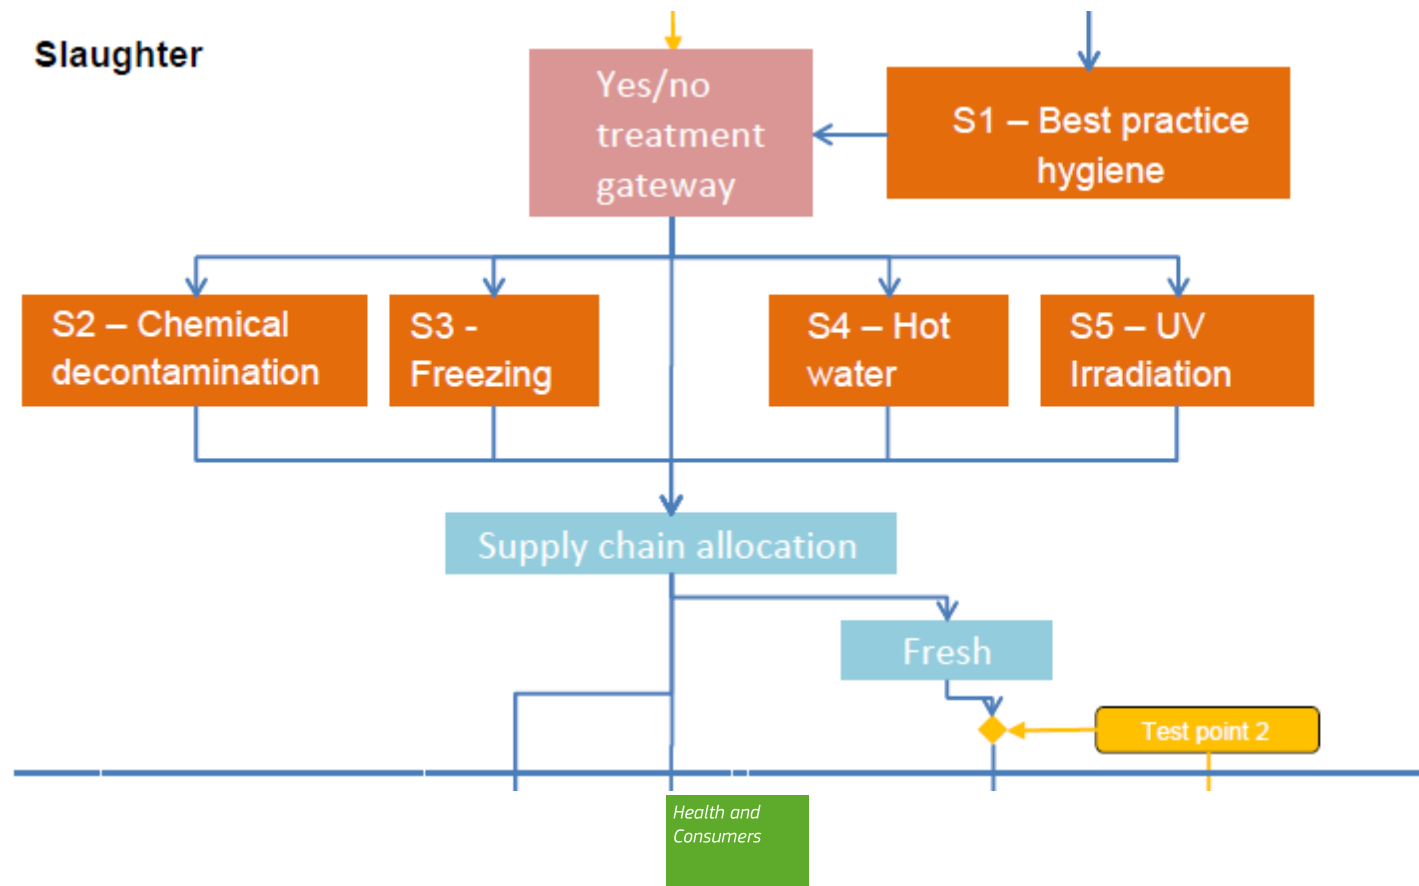 Slaughter
Yes/no
treatment
gateway
S1 – Best practice
hygiene
S2 – Chemical
decontamination
S3 -
Freezing
S4 – Hot
water
S5 – UV
Irradiation
Supply chain allocation
Fresh
Test point 2
Health and
Consumers